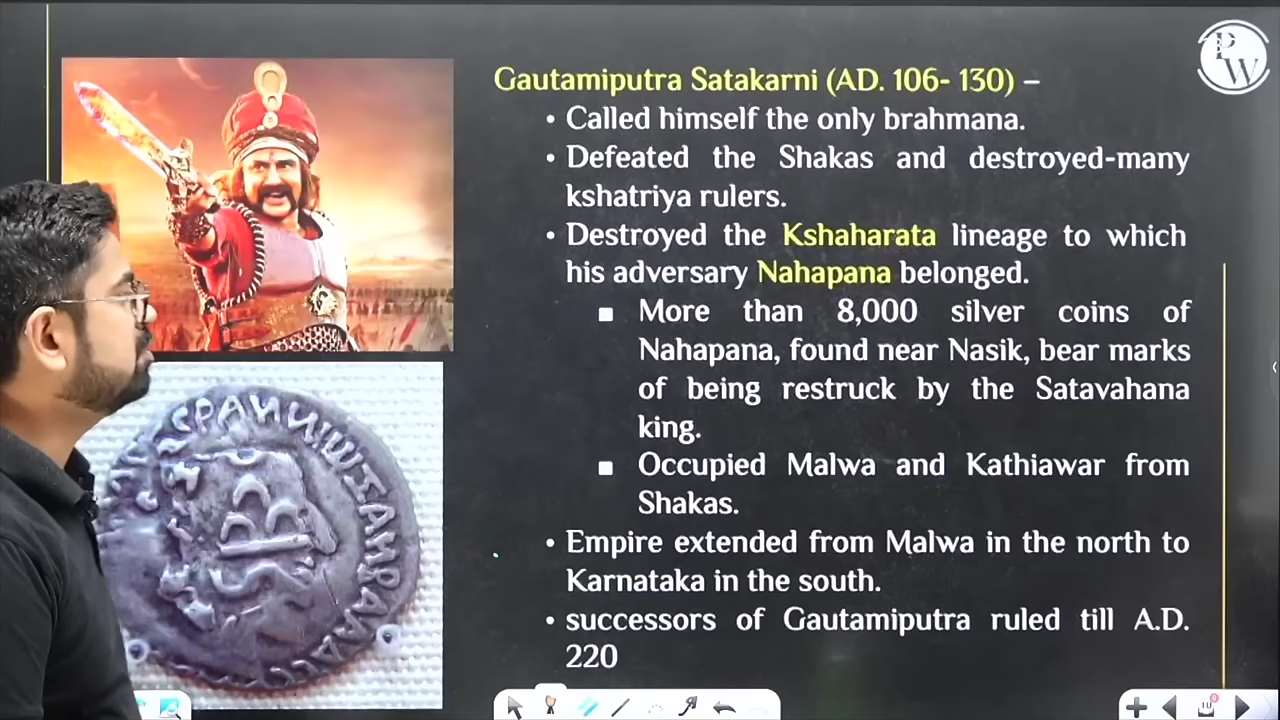 PW
Gautamiputra Satakarni (AD. 106- 130) –
• Called himself the only brahmana.
• Defeated the Shakas and destroyed-many
kshatriya rulers.
• Destroyed the Kshaharata lineage to which
his adversary Nahapana belonged.
▪ More than 8,000 silver coins of
Nahapana, found near Nasik, bear marks
of being restruck by the Satavahana
king.
▪ Occupied Malwa and Kathiawar from
Shakas.
• Empire extended from Malwa in the north to
Karnataka in the south.
• successors of Gautamiputra ruled till A.D.
220